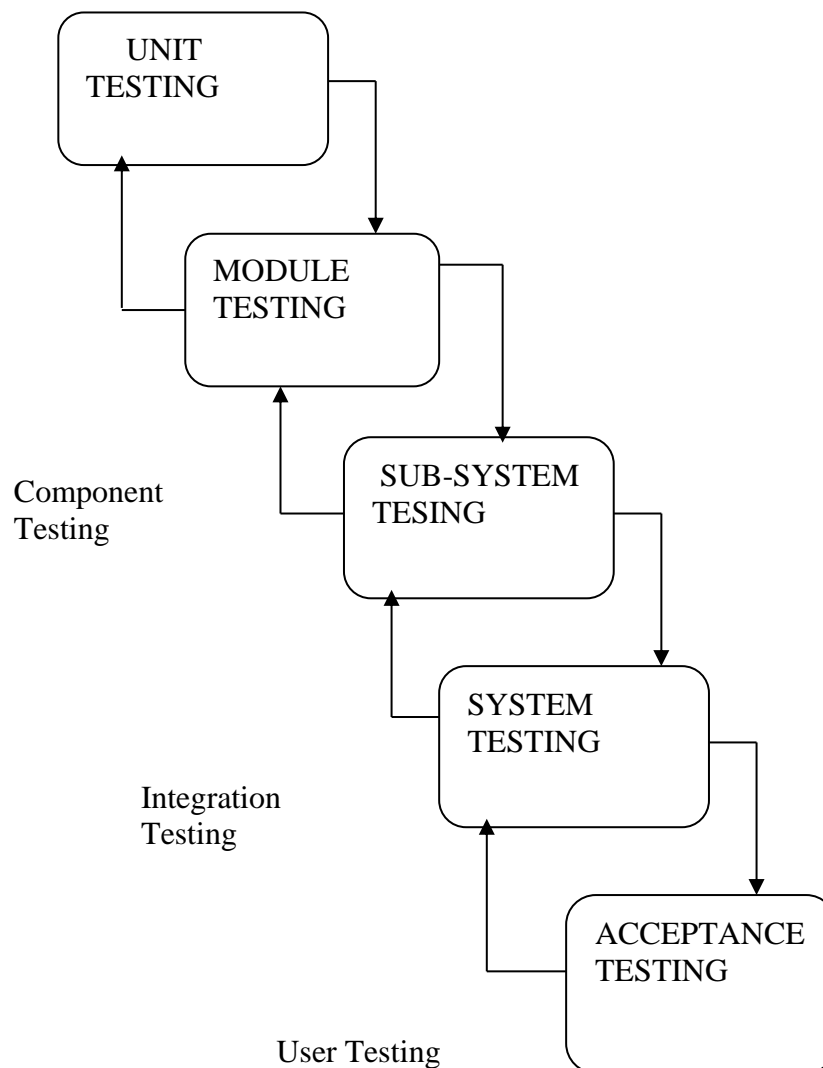 UNIT
TESTING
MODULE
TESTING
SUB-SYSTEM
TESING
Component
Testing
SYSTEM
TESTING
Integration
Testing
ACCEPTANCE
TESTING
User Testing